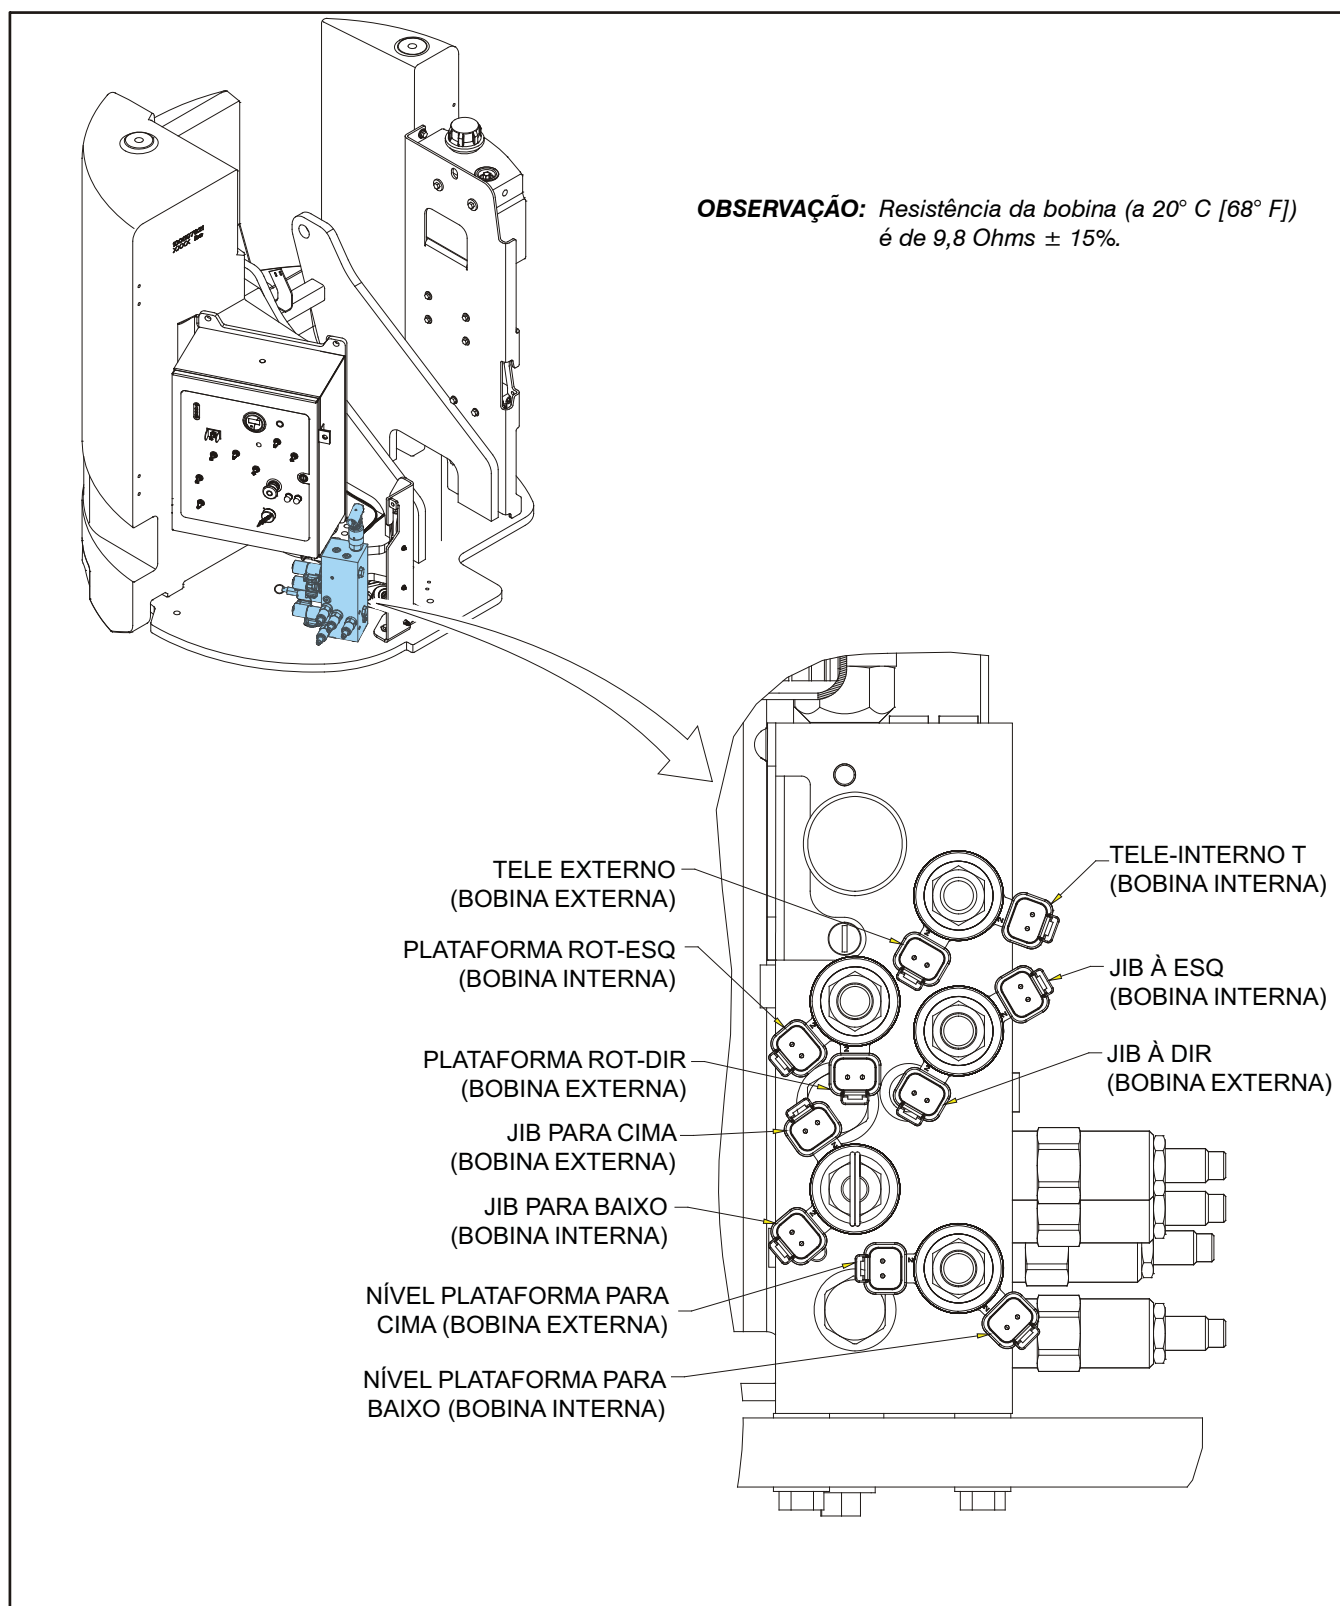 OBSERVAÇÃO: Resistência da bobina (a 20° C [68° F])
é de 9,8 Ohms ± 15%.
TELE EXTERNO
(BOBINA EXTERNA)
TELE-INTERNO T
(BOBINA INTERNA)
PLATAFORMA ROT-ESQ
(BOBINA INTERNA)
JIB À ESQ
(BOBINA INTERNA)
PLATAFORMA ROT-DIR
(BOBINA EXTERNA)
JIB À DIR
(BOBINA EXTERNA)
JIB PARA CIMA
(BOBINA EXTERNA)
JIB PARA BAIXO
(BOBINA INTERNA)
NÍVEL PLATAFORMA PARA
CIMA (BOBINA EXTERNA)
NÍVEL PLATAFORMA PARA
BAIXO (BOBINA INTERNA)